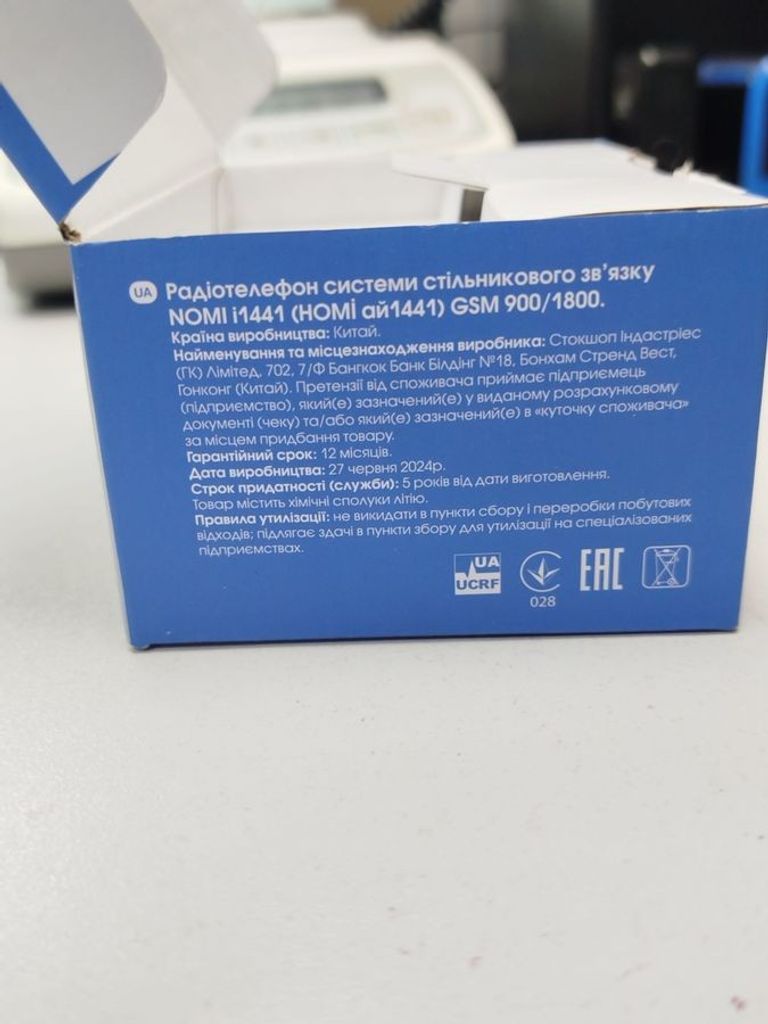 UA Радіотелефон системи стільникового зв'язку
NOMI i1441 (НОМІ ай1441) GSM 900/1800.
Країна виробництва: Китай.
Найменування та місцезнаходження виробника: Стокшоп Індастріес
(ГК) Лімітед, 702, 7/Ф Бангкок Банк Білдінг №18, Бонхам Стренд Вест,
Гонконг (Китай). Претензії від споживача приймає підприємець
(підприємство), який(е) зазначений(е) у виданому розрахунковому
документі (чеку) та/або який(е) зазначений(е) в «куточку споживача»
за місцем придбання товару.
Гарантійний срок: 12 місяців.
Дата виробництва: 27 червня 2024р.
Строк придатності (служби): 5 років від дати виготовлення.
Товар містить хімічні сполуки літію.
Правила утилізації: не викидати в пункти сбору і переробки побутових
відходів; підлягає здачі в пункти збору для утилізації на спеціалізованих
підприємствах.
UA
UCRF
028
EAC